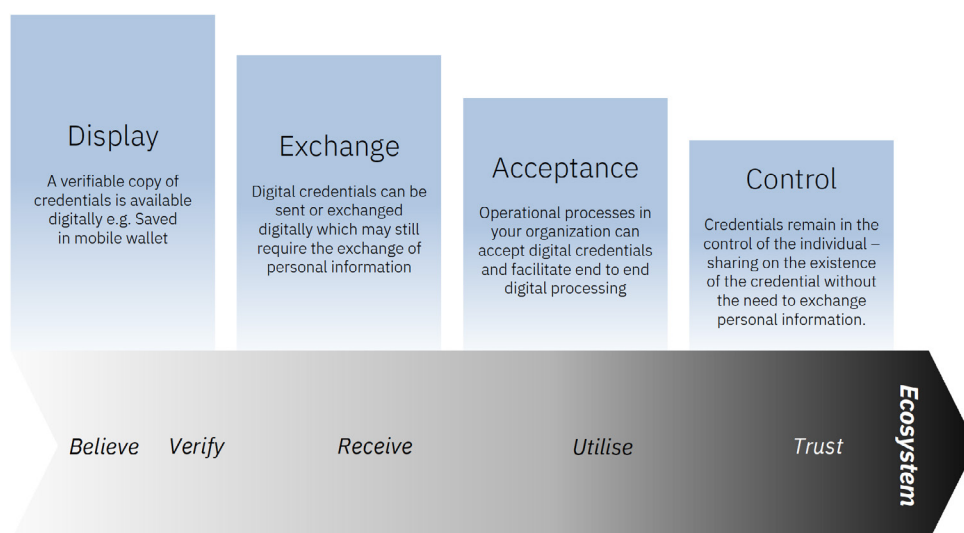 Display
A verifiable copy of
credentials is available
digitally e.g. Saved
in mobile wallet
Exchange
Digital credentials can be
sent or exchanged
digitally which may still
require the exchange of
personal information
Acceptance
Operational processes in
your organization can
accept digital credentials
and facilitate end to end
digital processing
Control
Credentials remain in the
control of the individual –
sharing on the existence
of the credential without
the need to exchange
personal information.
Believe
Verify
Receive
Utilise
Trust
Ecosystem